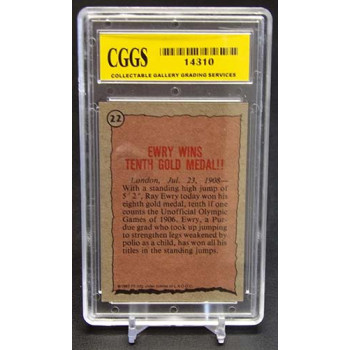 CGGS
14310
COLLECTABLE GALLERY GRADING SERVICES
22
EWRY WINS
TENTH GOLD MEDAL!!
London, Jul. 23, 1908—
With a standing high jump of
5' 2", Ray Ewry today won his
eighth gold medal, tenth if one
counts the Unofficial Olympic
Games of 1906. Ewry, a Pur-
due grad who took up jumping
to strengthen legs weakened by
polio as a child, has won all his
titles in the standing jumps.